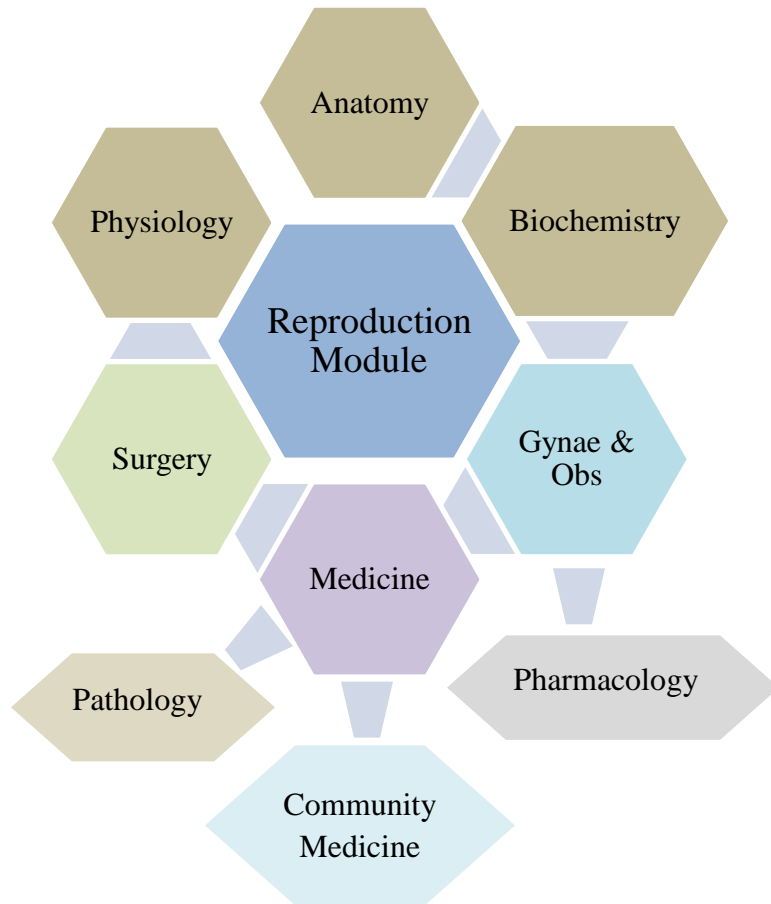 Anatomy
Physiology
Biochemistry
Reproduction
Module
Surgery
Gynae &
Obs
Medicine
Pathology
Pharmacology
Community
Medicine